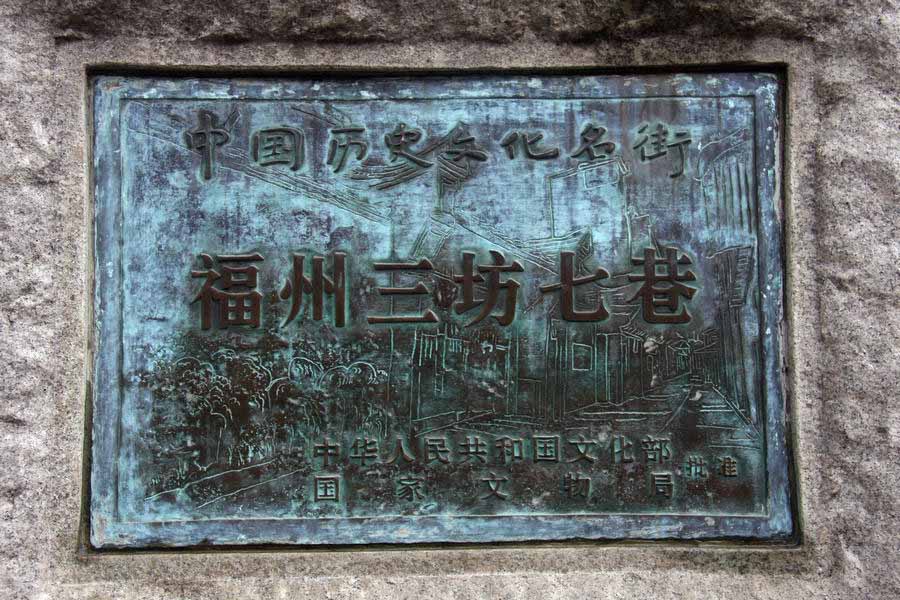 中国历史文化名街
福州三坊七巷
中华人民共和国文化部
国家文物局
批准